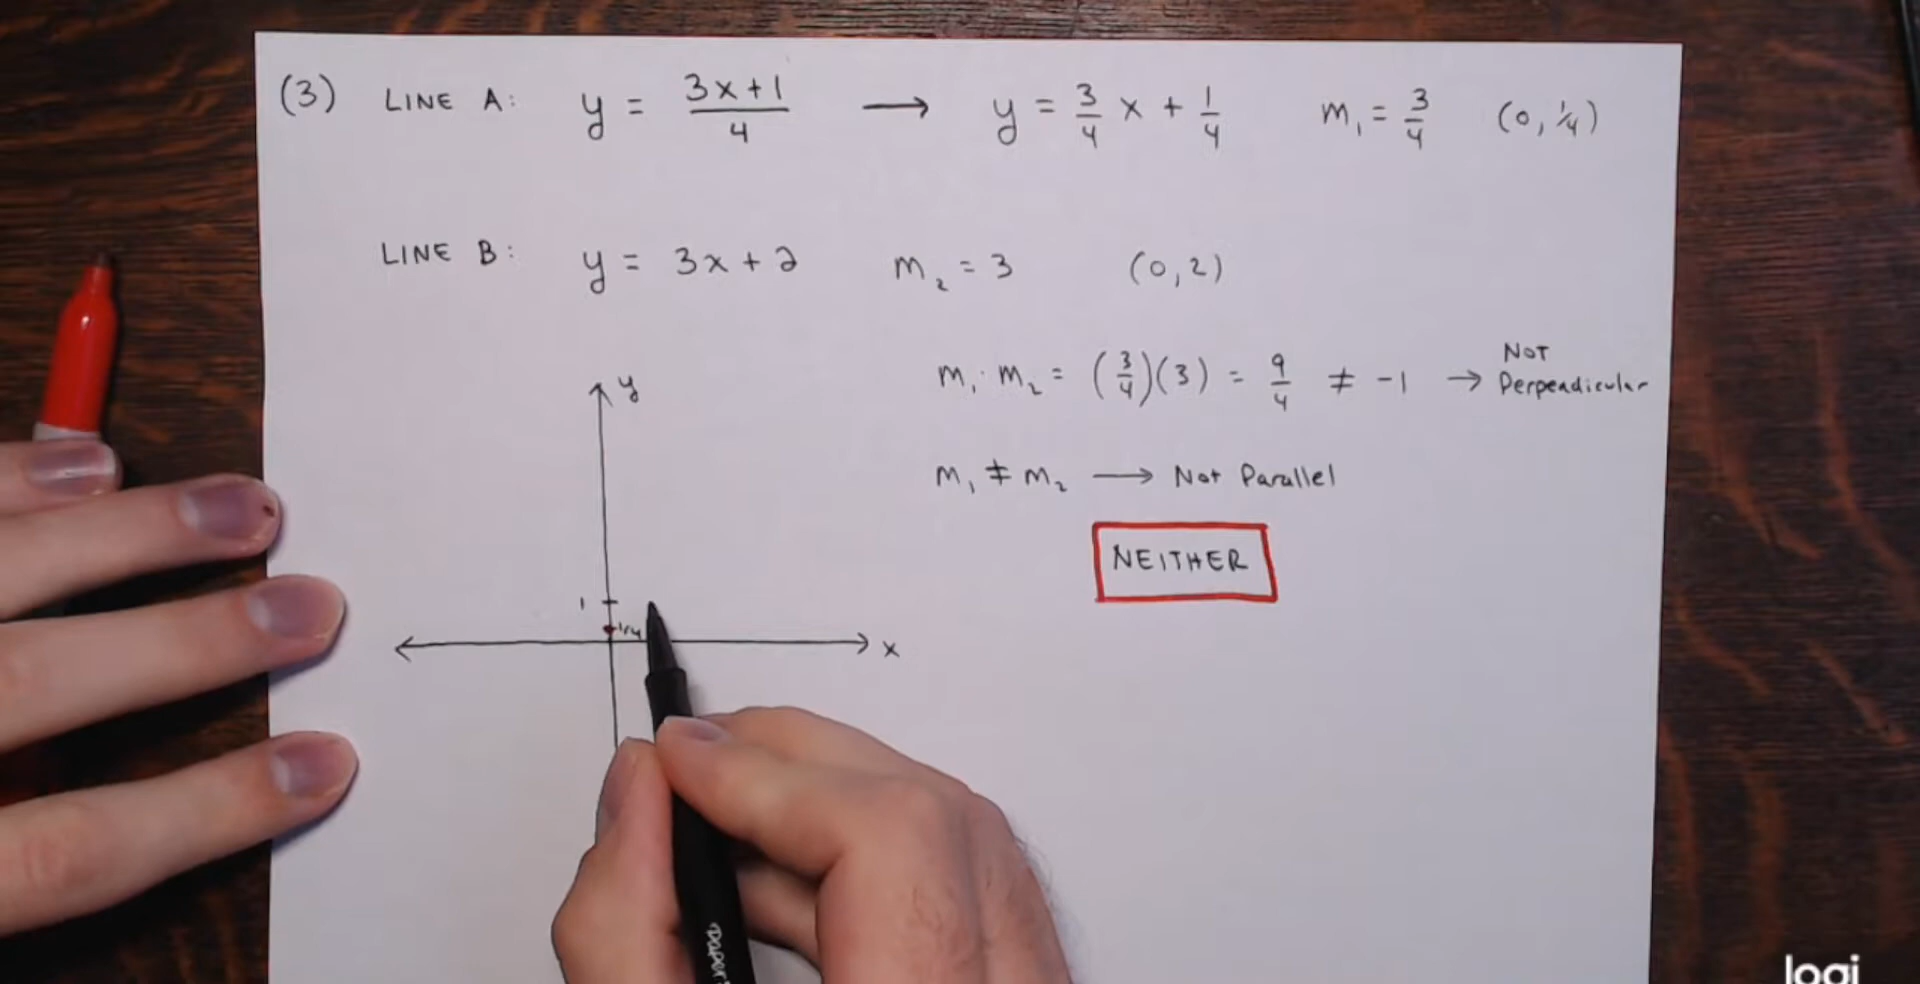 (3) LINE A: y = (3x+1)/4 → y = 3/4 x + 1/4 m₁ = 3/4 (0, 1/4)
LINE B: y = 3x + 2 m₂ = 3 (0, 2)
m₁ · m₂ = (3/4)(3) = 9/4 ≠ -1 → Not Perpendicular
m₁ ≠ m₂ → Not Parallel
NEITHER
y
1
1/4
x
paper
logi